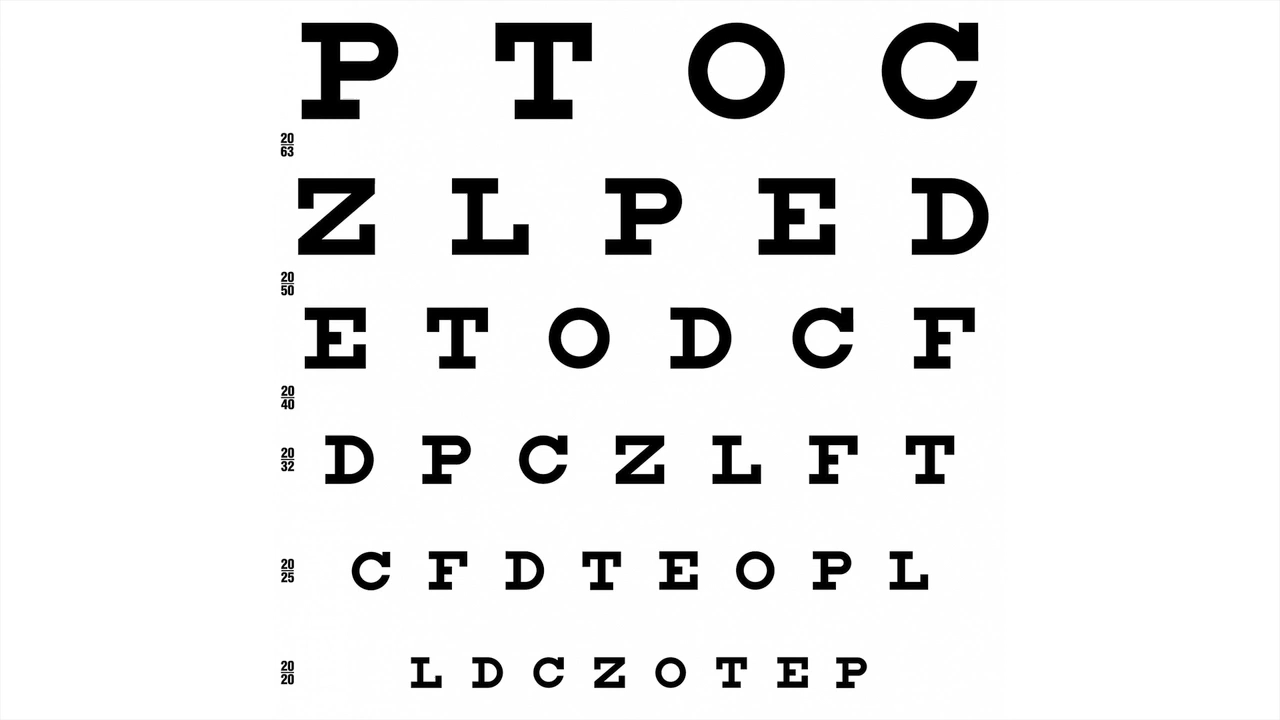 P T O C
20
63
Z L P E D
20
50
E T O D C F
20
40
20
32
D P C Z L F T
20
25
C F D T E O P L
20
20
L D C Z O T E P